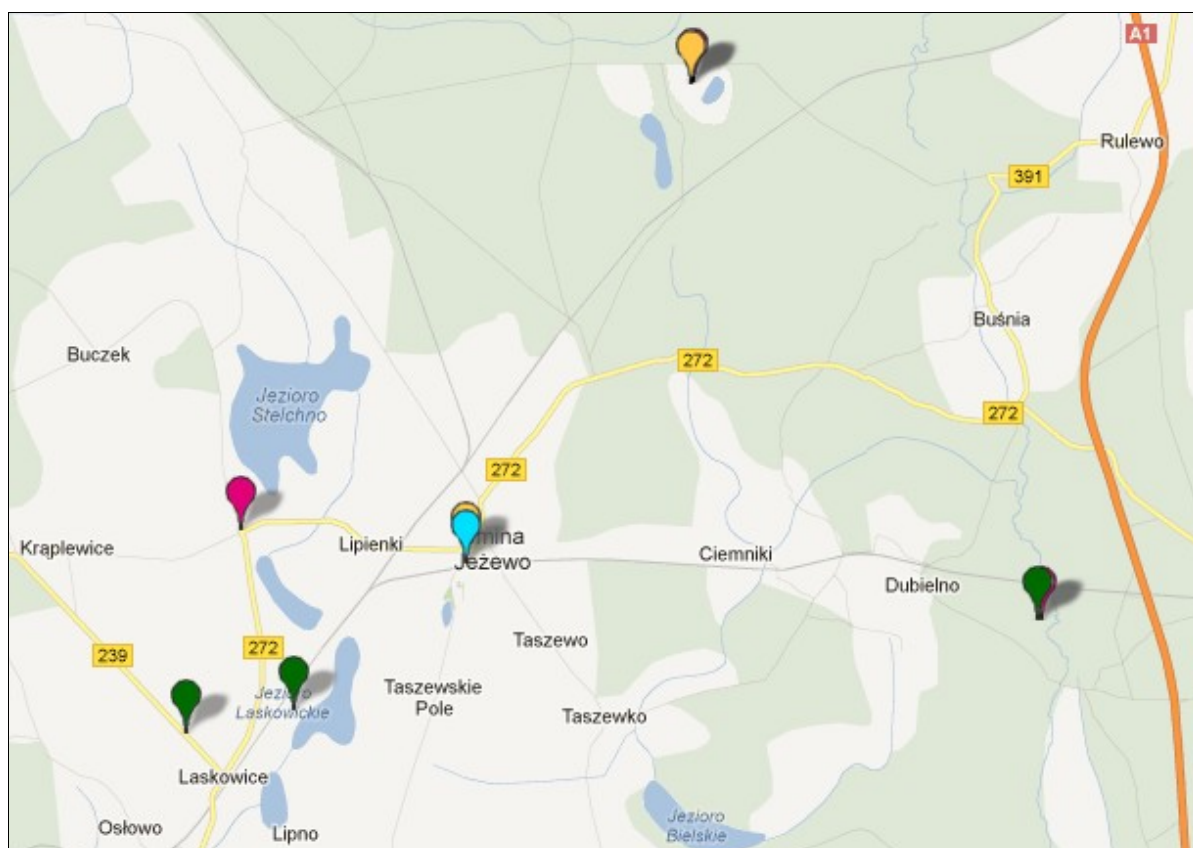 A1
Rulewo
391
Buśnia
Buczek
272
Jezioro
Stelchno
272
272
Kraplewice
Lipienki
Jeżewo
Ciemniki
Dubielno
239
272
Taszewo
Taszewskie
Pole
Jezioro
Laskowickie
Taszewko
Laskowice
Osłowo
Lipno
Jezioro
Bielskie